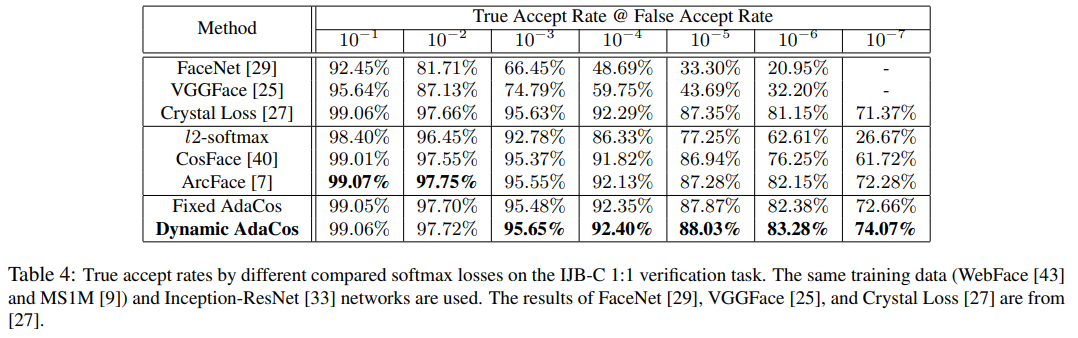 Method True Accept Rate @ False Accept Rate
10⁻¹ 10⁻² 10⁻³ 10⁻⁴ 10⁻⁵ 10⁻⁶ 10⁻⁷
FaceNet [29] 92.45% 81.71% 66.45% 48.69% 33.30% 20.95% -
VGGFace [25] 95.64% 87.13% 74.79% 59.75% 43.69% 32.20% -
Crystal Loss [27] 99.06% 97.66% 95.63% 92.29% 87.35% 81.15% 71.37%
l2-softmax 98.40% 96.45% 92.78% 86.33% 77.25% 62.61% 26.67%
CosFace [40] 99.01% 97.55% 95.37% 91.82% 86.94% 76.25% 61.72%
ArcFace [7] 99.07% 97.75% 95.55% 92.13% 87.28% 82.15% 72.28%
Fixed AdaCos 99.05% 97.70% 95.48% 92.35% 87.87% 82.38% 72.66%
Dynamic AdaCos 99.06% 97.72% 95.65% 92.40% 88.03% 83.28% 74.07%
Table 4: True accept rates by different compared softmax losses on the IJB-C 1:1 verification task. The same training data (WebFace [43]
and MS1M [9]) and Inception-ResNet [33] networks are used. The results of FaceNet [29], VGGFace [25], and Crystal Loss [27] are from
[27].